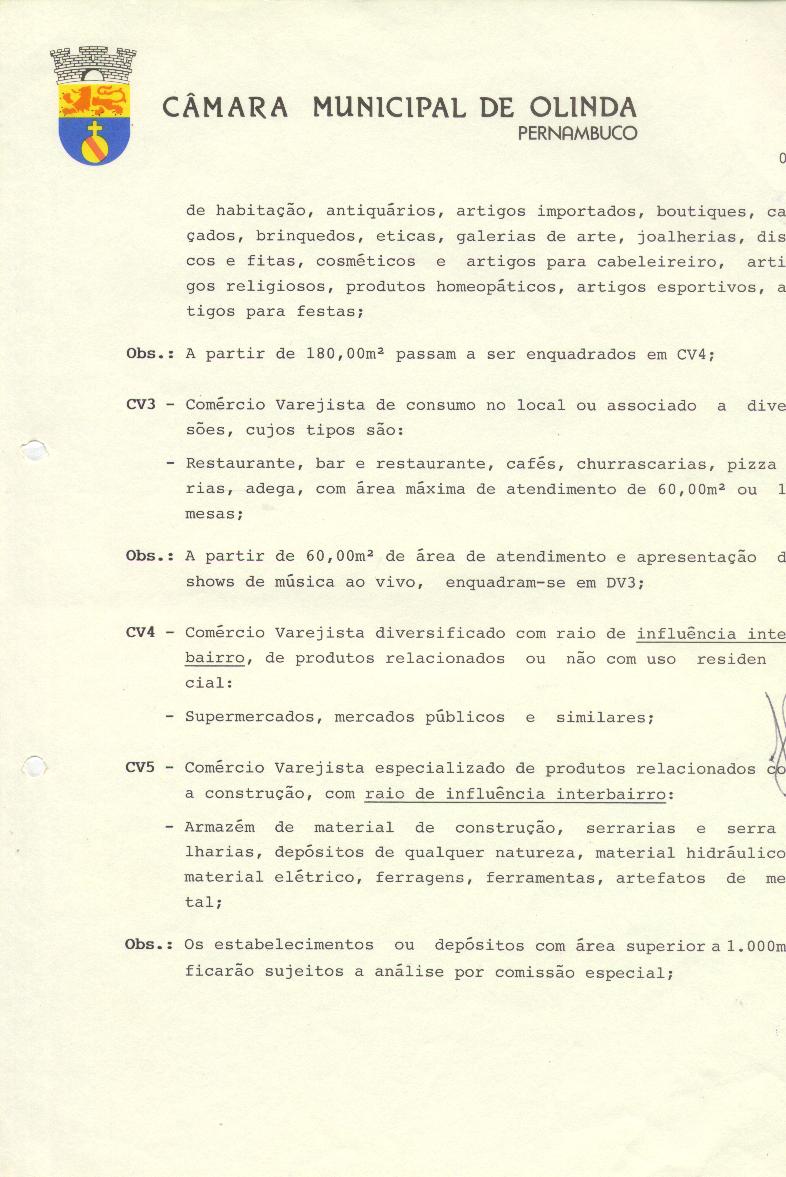 CÂMARA MUNICIPAL DE OLINDA
PERNAMBUCO
0
de habitação, antiquários, artigos importados, boutiques, ca
çados, brinquedos, eticas, galerias de arte, joalherias, dis
cos e fitas, cosméticos e artigos para cabeleireiro, arti
gos religiosos, produtos homeopáticos, artigos esportivos, a
tigos para festas;
Obs.: A partir de 180,00m² passam a ser enquadrados em CV4;
CV3 - Comércio Varejista de consumo no local ou associado a dive
sões, cujos tipos são:
- Restaurante, bar e restaurante, cafés, churrascarias, pizza
rias, adega, com área máxima de atendimento de 60,00m² ou 1
mesas;
Obs.: A partir de 60,00m² de área de atendimento e apresentação d
shows de música ao vivo, enquadram-se em DV3;
CV4 - Comércio Varejista diversificado com raio de influência inte
bairro, de produtos relacionados ou não com uso residen
cial:
- Supermercados, mercados públicos e similares;
CV5 - Comércio Varejista especializado de produtos relacionados co
a construção, com raio de influência interbairro:
- Armazém de material de construção, serrarias e serra
lharias, depósitos de qualquer natureza, material hidráulico
material elétrico, ferragens, ferramentas, artefatos de me
tal;
Obs.: Os estabelecimentos ou depósitos com área superior a 1.000m
ficarão sujeitos a análise por comissão especial;